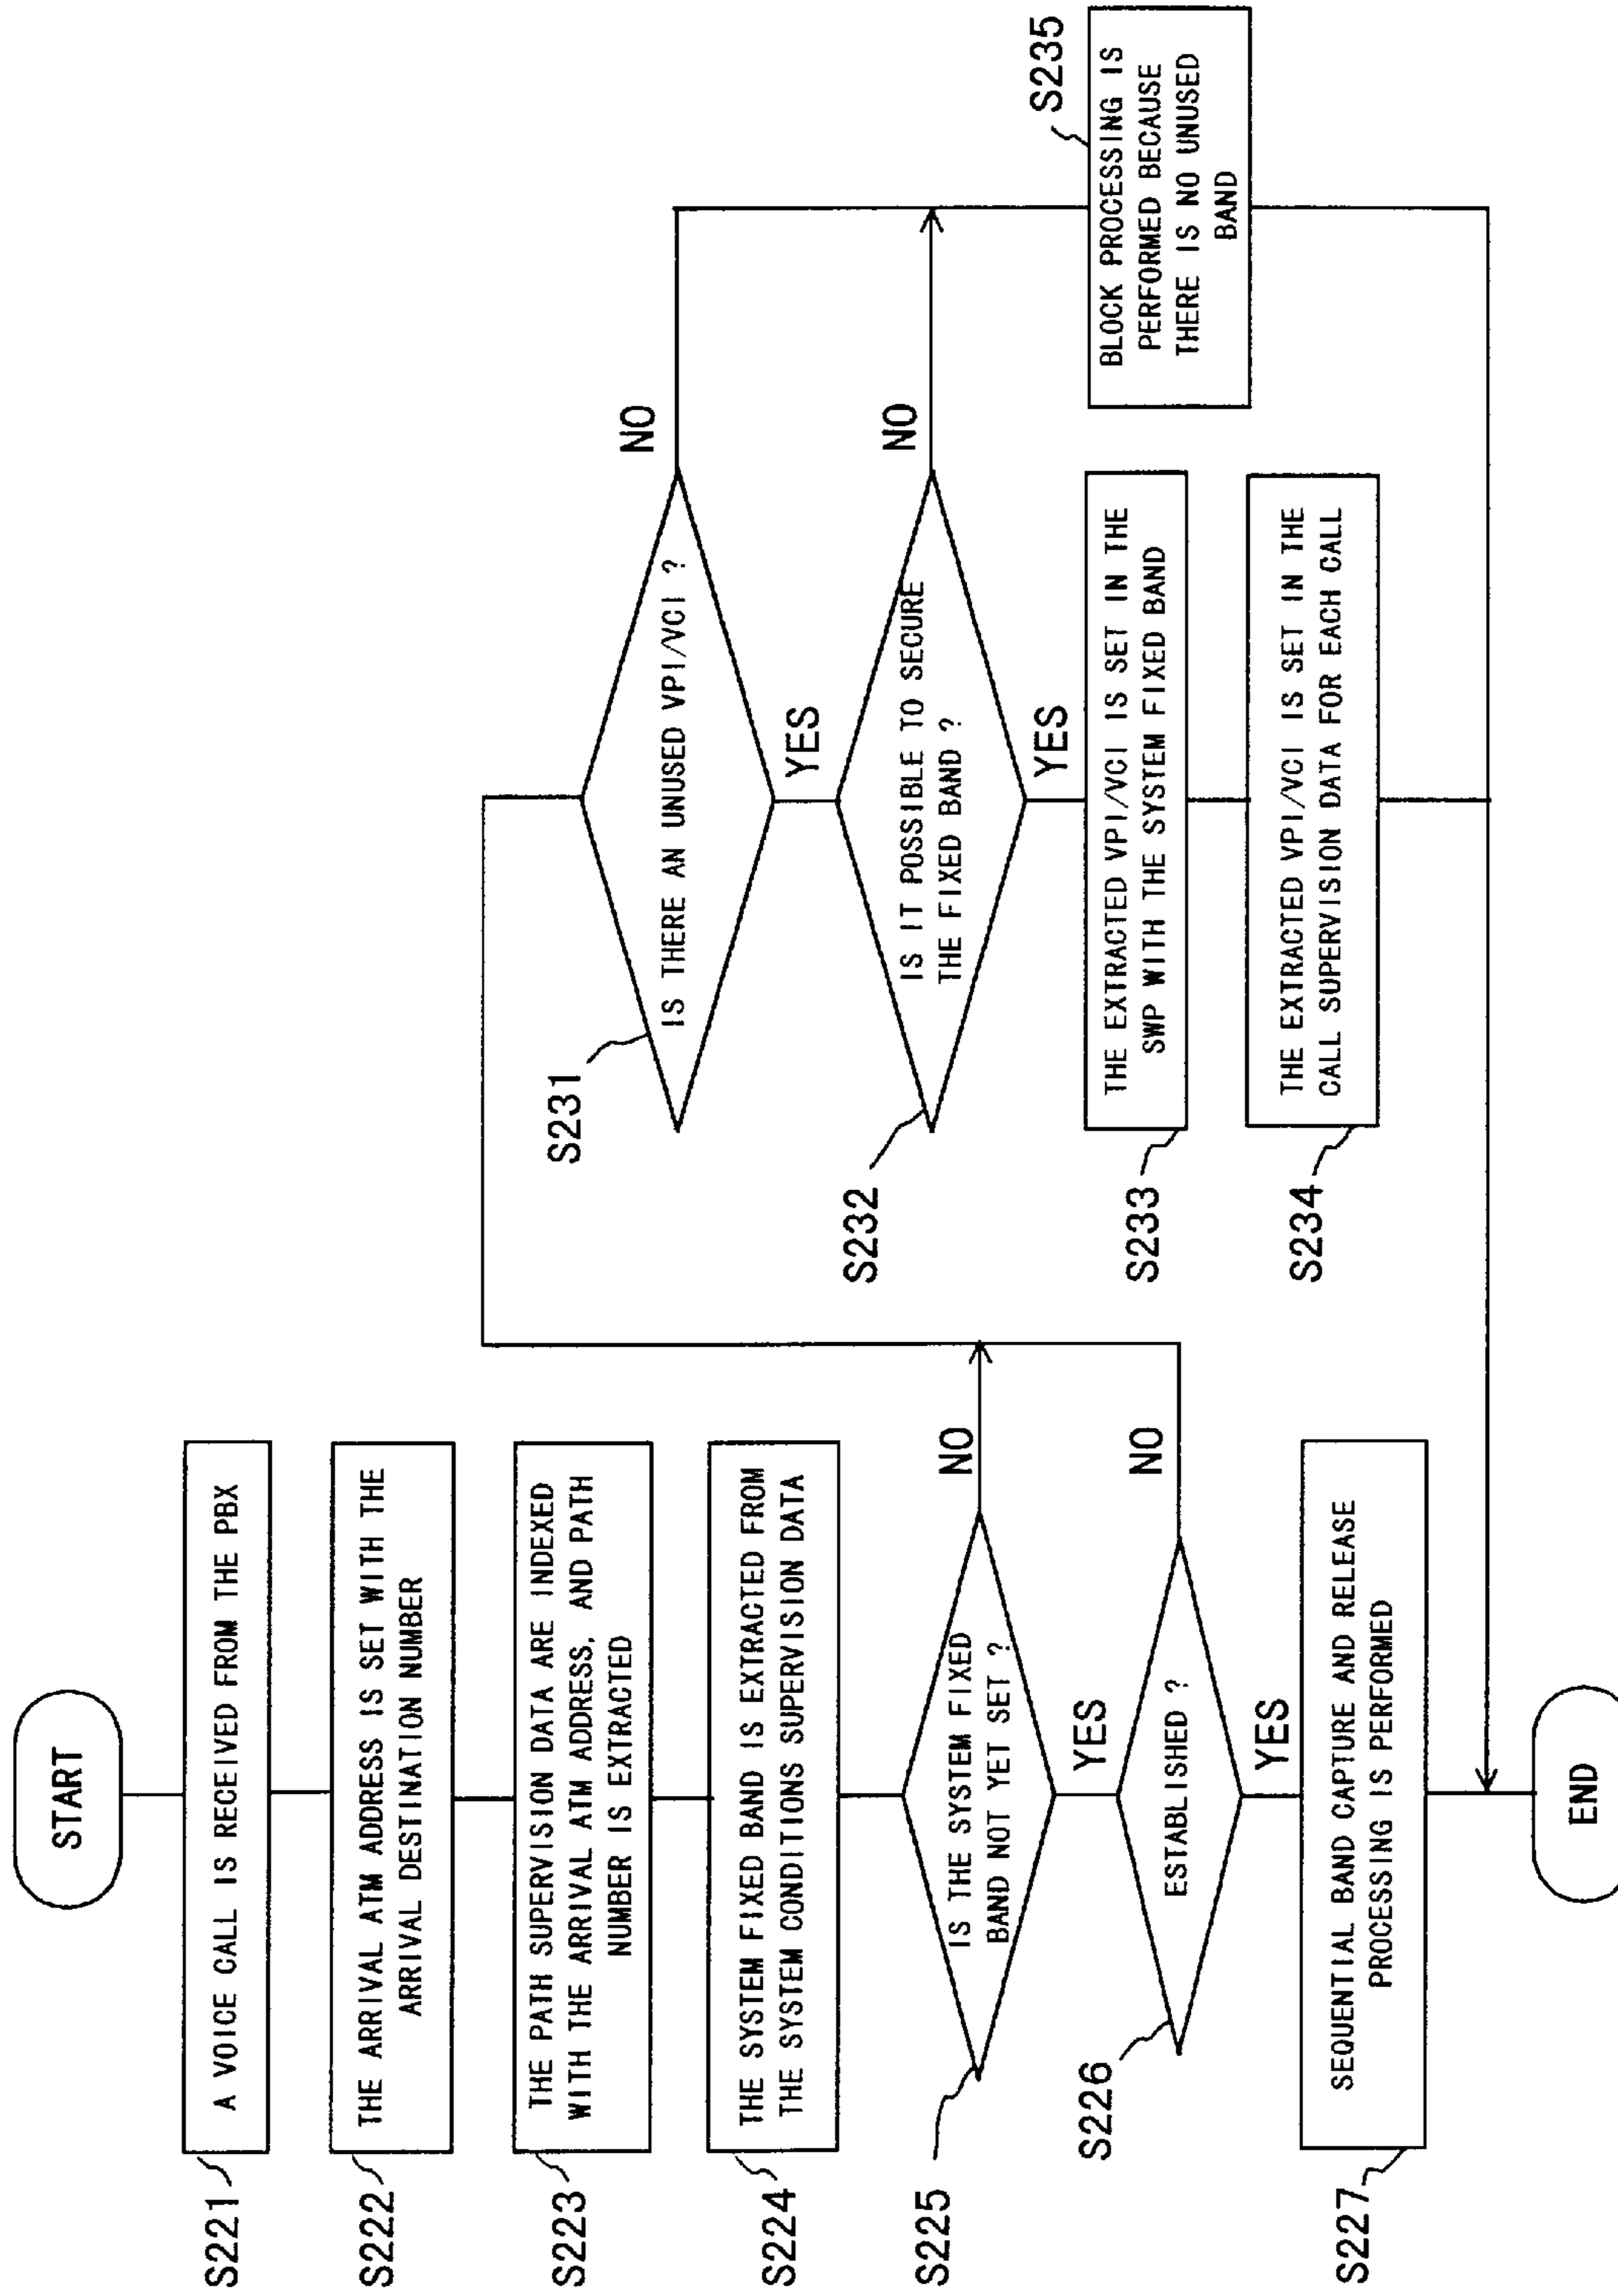 START
S221
A VOICE CALL IS RECEIVED FROM THE PBX
S222
THE ARRIVAL ATM ADDRESS IS SET WITH THE
ARRIVAL DESTINATION NUMBER
S223
THE PATH SUPERVISION DATA ARE INDEXED
WITH THE ARRIVAL ATM ADDRESS, AND PATH
NUMBER IS EXTRACTED
S224
THE SYSTEM FIXED BAND IS EXTRACTED FROM
THE SYSTEM CONDITIONS SUPERVISION DATA
S225
IS THE SYSTEM FIXED
BAND NOT YET SET ?
NO
YES
S226
ESTABLISHED ?
NO
YES
S227
SEQUENTIAL BAND CAPTURE AND RELEASE
PROCESS IS PERFORMED
END
S231
IS THERE AN UNUSED VPI/VCI ?
NO
YES
S232
IS IT POSSIBLE TO SECURE
THE FIXED BAND ?
NO
YES
S233
THE EXTRACTED VPI/VCI IS SET IN THE
SWP WITH THE SYSTEM FIXED BAND
S234
THE EXTRACTED VPI/VCI IS SET IN THE
CALL SUPERVISION DATA FOR EACH CALL
S235
BLOCK PROCESSING IS
PERFORMED BECAUSE
THERE IS NO UNUSED
BAND